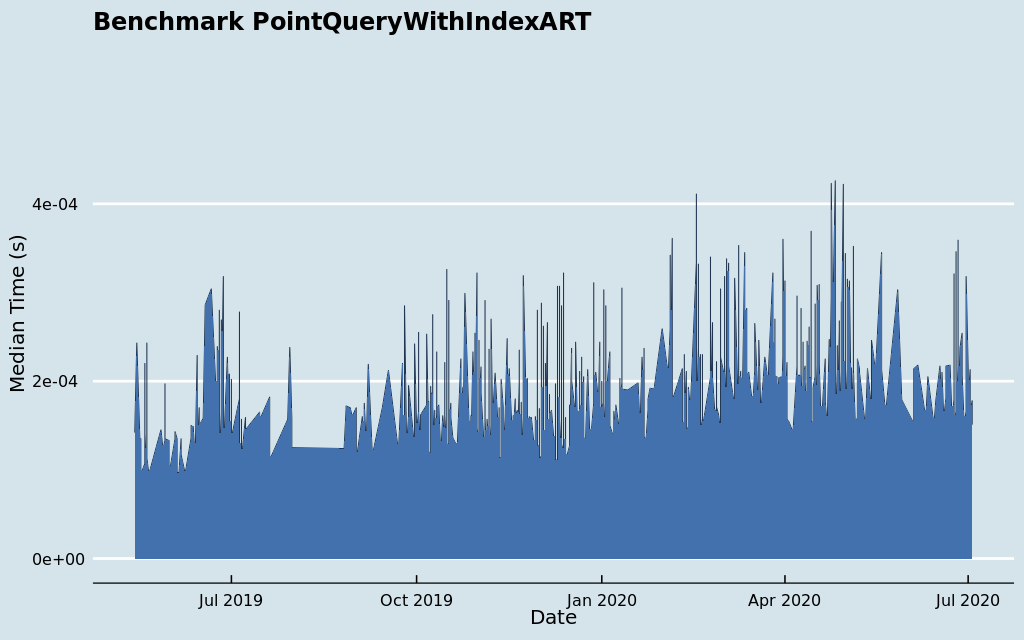 Benchmark PointQueryWithIndexART
Median Time (s)
4e-04
2e-04
0e+00
Jul 2019
Oct 2019
Jan 2020
Apr 2020
Jul 2020
Date